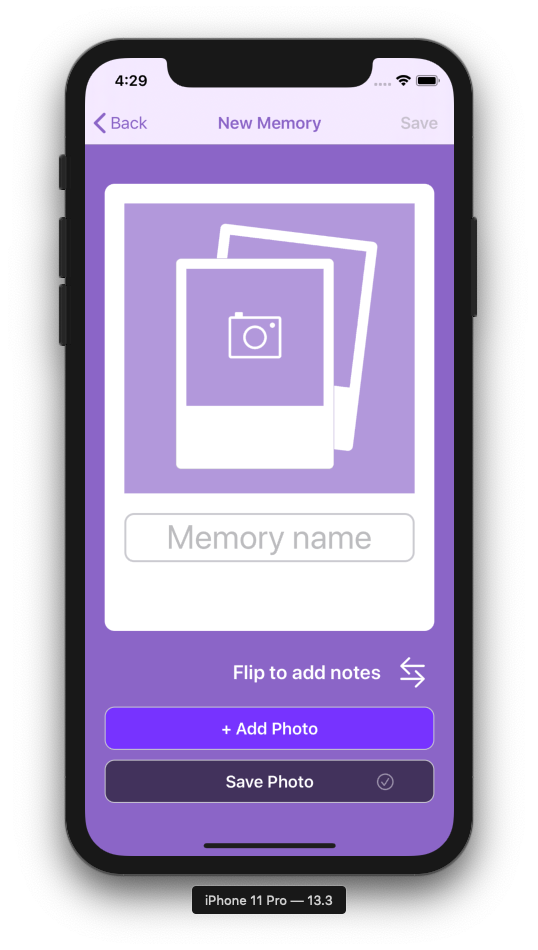 4:29
Back
New Memory
Save
Memory name
Flip to add notes
+ Add Photo
Save Photo
iPhone 11 Pro — 13.3